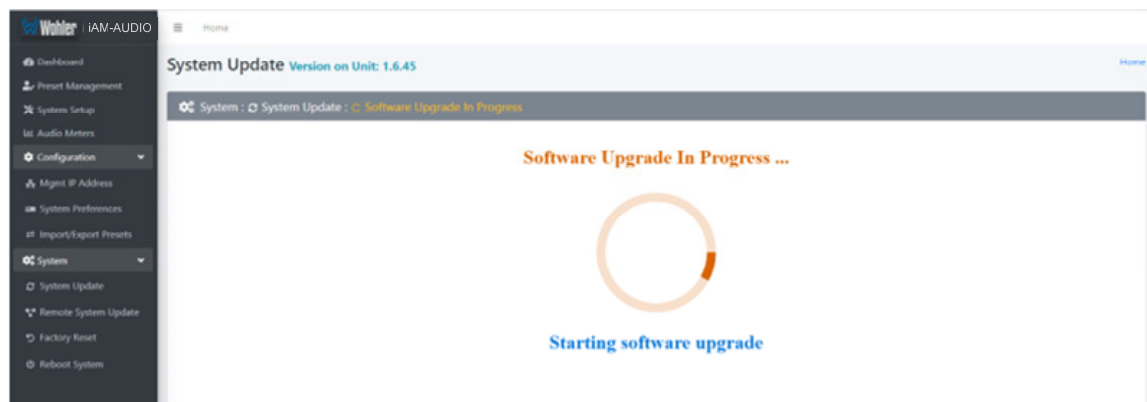 Wohler iAM-AUDIO
Home
Dashboard
Preset Management
System Setup
Audio Meters
Configuration
Mgmt IP Address
System Preferences
Import/Export Presets
System
System Update
Remote System Update
Factory Reset
Reboot System
System Update Version on Unit: 1.6.45
Home
System : System Update : Software Upgrade In Progress
Software Upgrade In Progress ...
Starting software upgrade